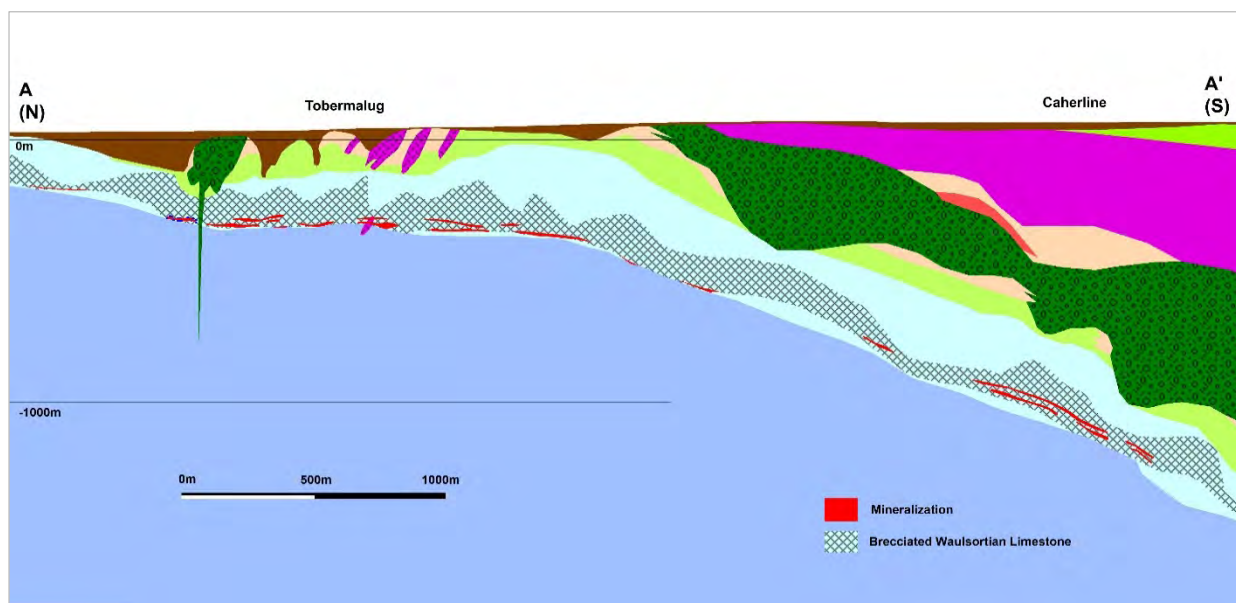 A
(N)
Tobermalug
Caherline
A'
(S)
0m
-1000m
0m
500m
1000m
Mineralization
Brecciated Waulsortian Limestone